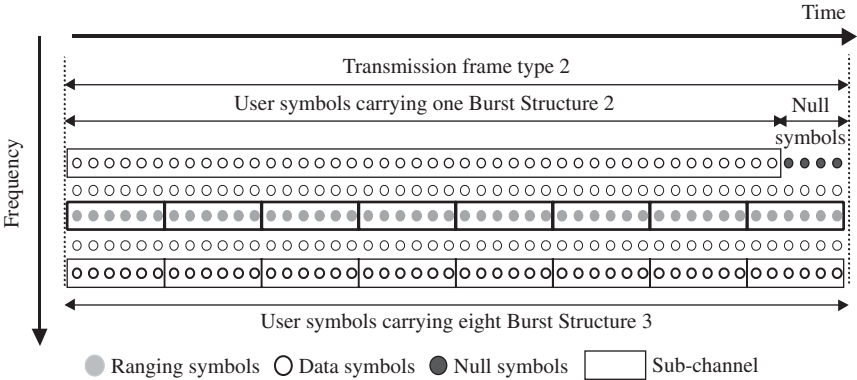 Time
Transmission frame type 2
User symbols carrying one Burst Structure 2
Null
symbols
Frequency
User symbols carrying eight Burst Structure 3
Ranging symbols Data symbols Null symbols Sub-channel